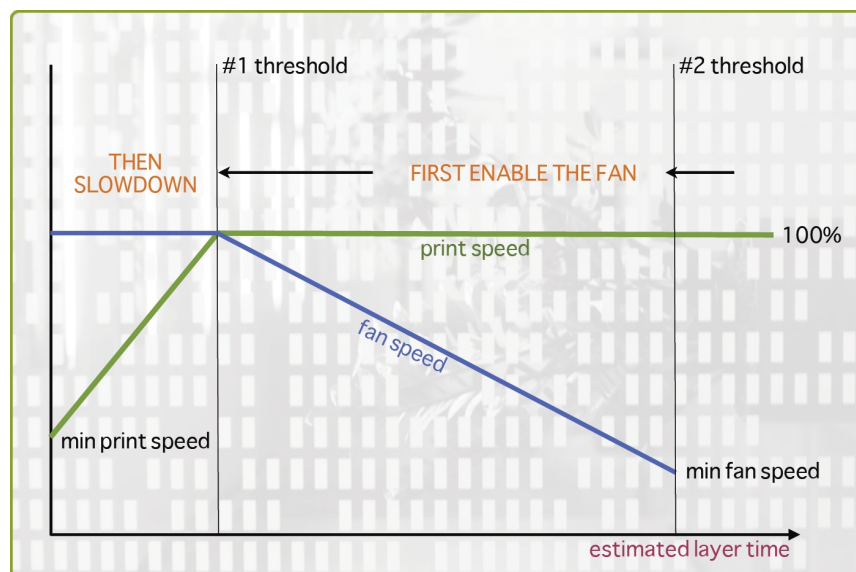 #1 threshold
#2 threshold
THEN
SLOWDOWN
FIRST ENABLE THE FAN
100%
print speed
fan speed
min print speed
min fan speed
estimated layer time